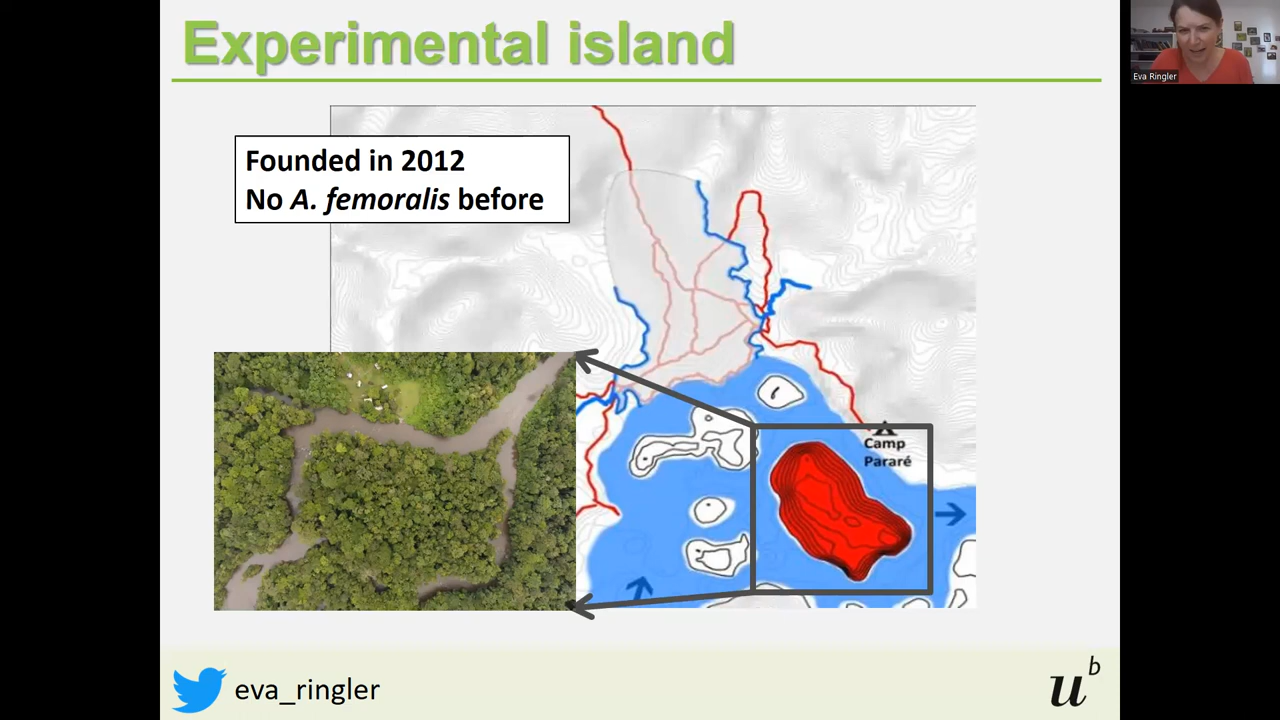 Experimental island
Eva Ringler
Founded in 2012
No A. femoralis before
Camp
Pararé
eva_ringler
u^b